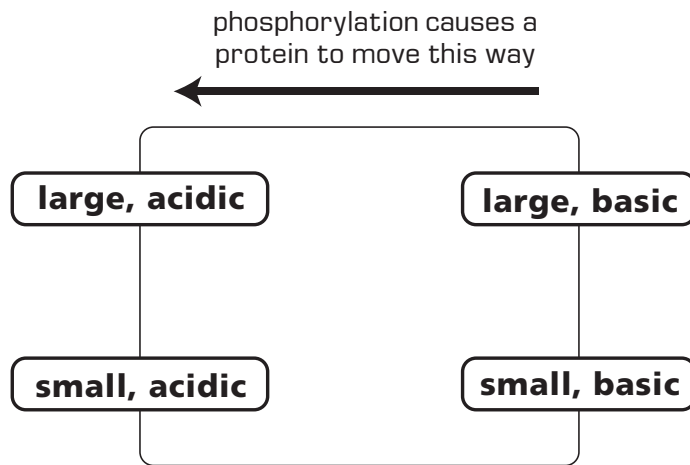 phosphorylation causes a
protein to move this way
large, acidic
large, basic
small, acidic
small, basic